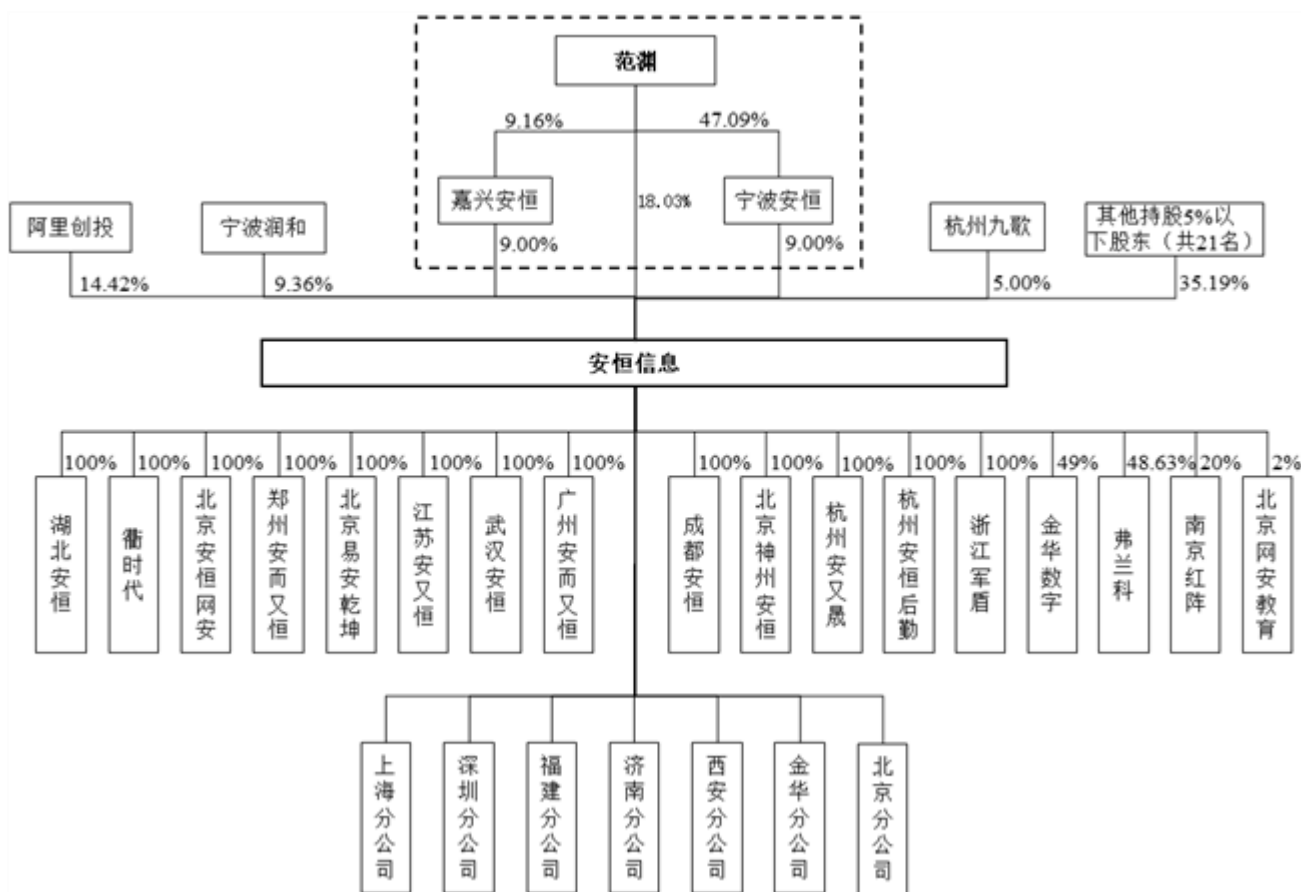 范渊
9.16%
47.09%
嘉兴安恒
18.03%
宁波安恒
阿里创投
宁波润和
杭州九歌
其他持股5%以
下股东（共21名）
14.42%
9.36%
9.00%
9.00%
5.00%
35.19%
安恒信息
100%
100%
100%
100%
100%
100%
100%
100%
100%
100%
100%
100%
100%
49%
48.63%
20%
2%
湖北安恒
衢时代
北京安恒网安
郑州安而又恒
北京易安乾坤
江苏安又恒
武汉安恒
广州安而又恒
成都安恒
北京神州安恒
杭州安又晟
杭州安恒后勤
浙江军盾
金华数字
弗兰科
南京红阵
北京网安教育
上海分公司
深圳分公司
福建分公司
济南分公司
西安分公司
金华分公司
北京分公司